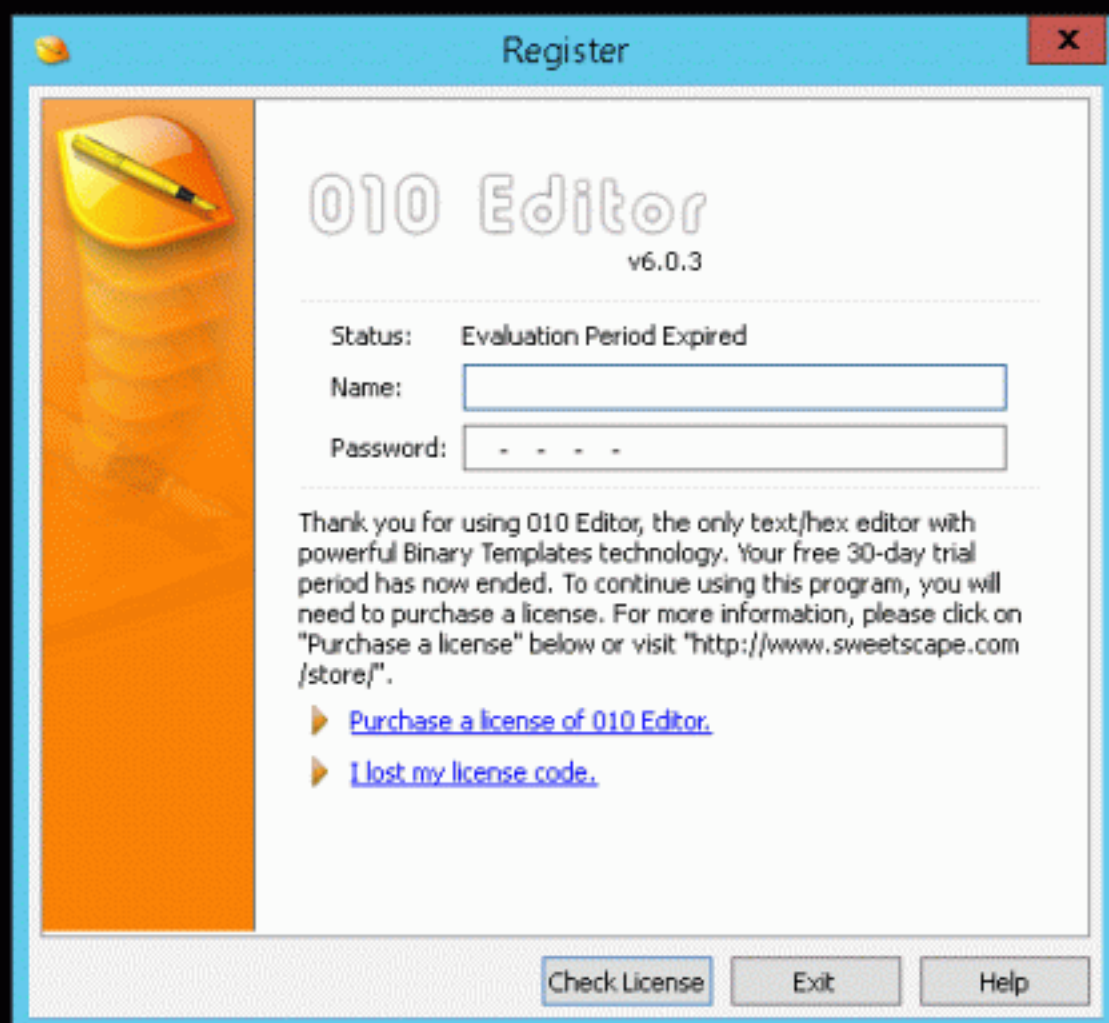 Register
X
010 Editor
v6.0.3
Status: Evaluation Period Expired
Name:
Password: - - - -
Thank you for using 010 Editor, the only text/hex editor with
powerful Binary Templates technology. Your free 30-day trial
period has now ended. To continue using this program, you will
need to purchase a license. For more information, please click on
"Purchase a license" below or visit "http://www.sweetscape.com
/store/".
Purchase a license of 010 Editor.
I lost my license code.
Check License Exit Help